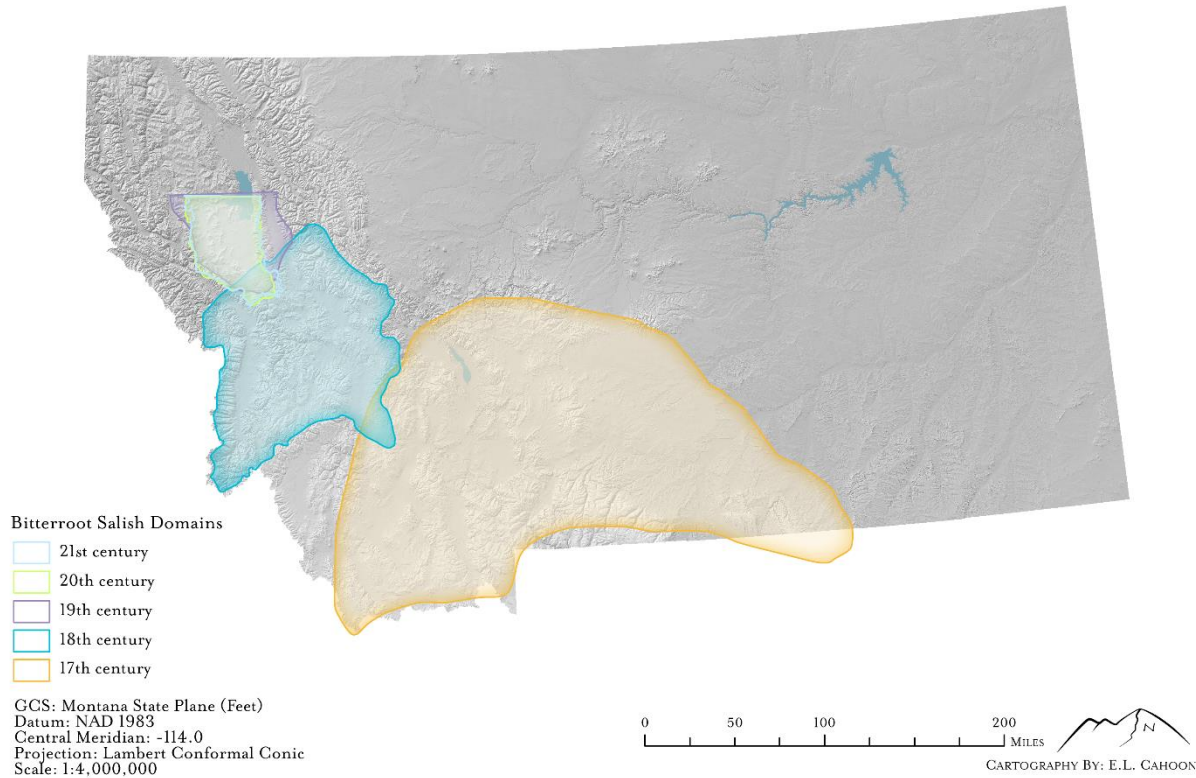 Bitterroot Salish Domains
21st century
20th century
19th century
18th century
17th century
GCS: Montana State Plane (Feet)
Datum: NAD 1983
Central Meridian: -114.0
Projection: Lambert Conformal Conic
Scale: 1:4,000,000
0 50 100 200
Miles
N
Cartography By: E.L. Cahoon